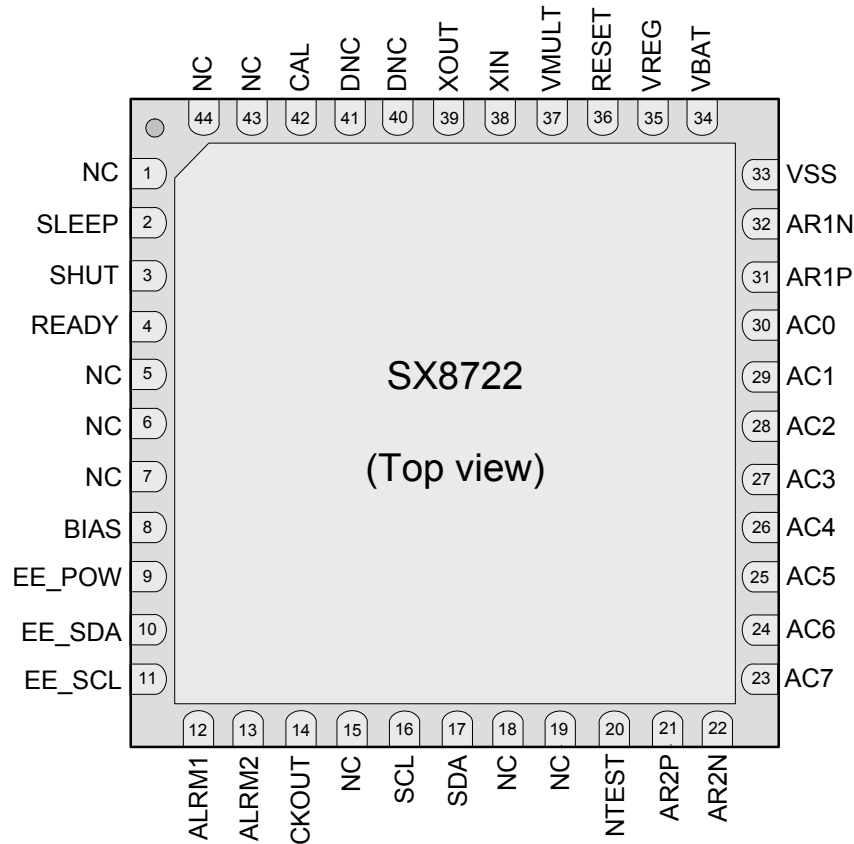 NC
NC
CAL
DNC
DNC
XOUT
XIN
VMULT
RESET
VREG
VBAT
44 43 42 41 40 39 38 37 36 35 34
NC 1
SLEEP 2
SHUT 3
READY 4
NC 5
NC 6
NC 7
BIAS 8
EE_POW 9
EE_SDA 10
EE_SCL 11
SX8722
(Top view)
33 VSS
32 AR1N
31 AR1P
30 AC0
29 AC1
28 AC2
27 AC3
26 AC4
25 AC5
24 AC6
23 AC7
12 13 14 15 16 17 18 19 20 21 22
ALRM1
ALRM2
CKOUT
NC
SCL
SDA
NC
NC
NTEST
AR2P
AR2N